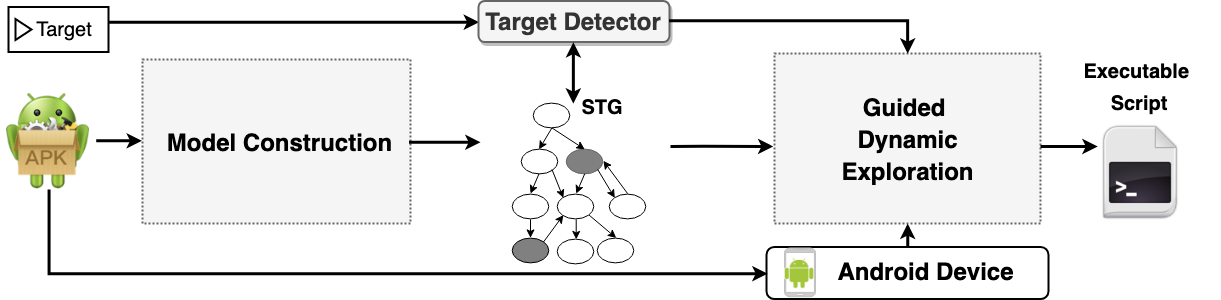 Target
Target Detector
STG
Model Construction
APK
Guided
Dynamic
Exploration
Executable
Script
>_
Android Device